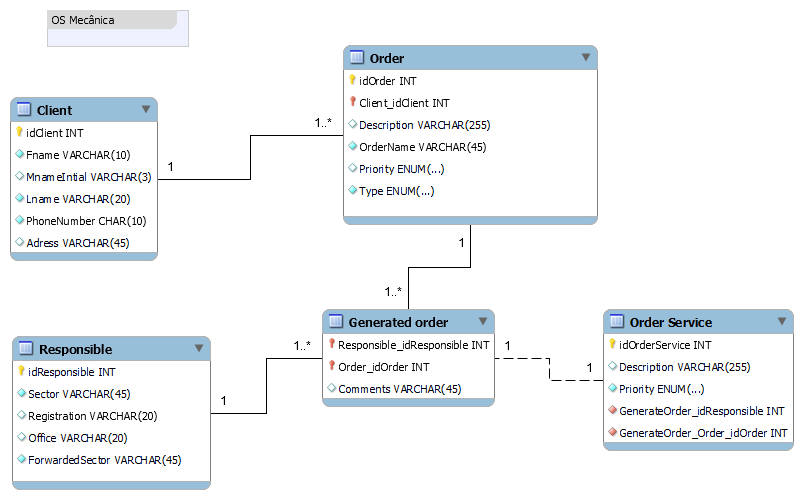 OS Mecânica
Order
idOrder INT
Client_idClient INT
Description VARCHAR(255)
OrderName VARCHAR(45)
Priority ENUM(...)
Type ENUM(...)
Client
idClient INT
Fname VARCHAR(10)
MnameIntial VARCHAR(3)
Lname VARCHAR(20)
PhoneNumber CHAR(10)
Adress VARCHAR(45)
1
1..*
1
1..*
Generated order
Responsible_idResponsible INT
Order_idOrder INT
Comments VARCHAR(45)
Order Service
idOrderService INT
Description VARCHAR(255)
Priority ENUM(...)
GenerateOrder_idResponsible INT
GenerateOrder_Order_idOrder INT
1
1
Responsible
idResponsible INT
Sector VARCHAR(45)
Registration VARCHAR(20)
Office VARCHAR(20)
ForwardedSector VARCHAR(45)
1
1..*